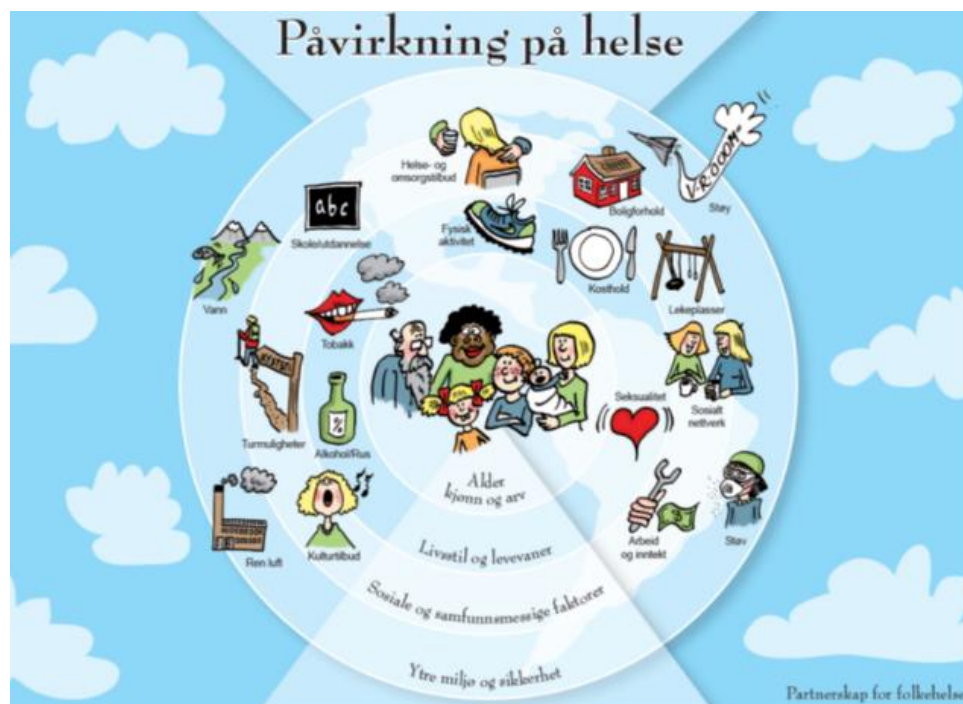 Påvirkning på helse
Helse- og
omsorgstilbud
V-R-OOOM-
Støy
Boligforhold
abc
Skole/utdannelse
Fysisk
aktivitet
Kosthold
Lekeplasser
Vann
Tobakk
Seksualitet
Sosialt
nettverk
Turmuligheter
%
Alkohol/Rus
Alder
kjønn og arv
Arbeid
og inntekt
Støv
Ren luft
Kulturtilbud
Livsstil og levevaner
Sosiale og samfunnsmessige faktorer
Ytre miljø og sikkerhet
Partnerskap for folkehelse